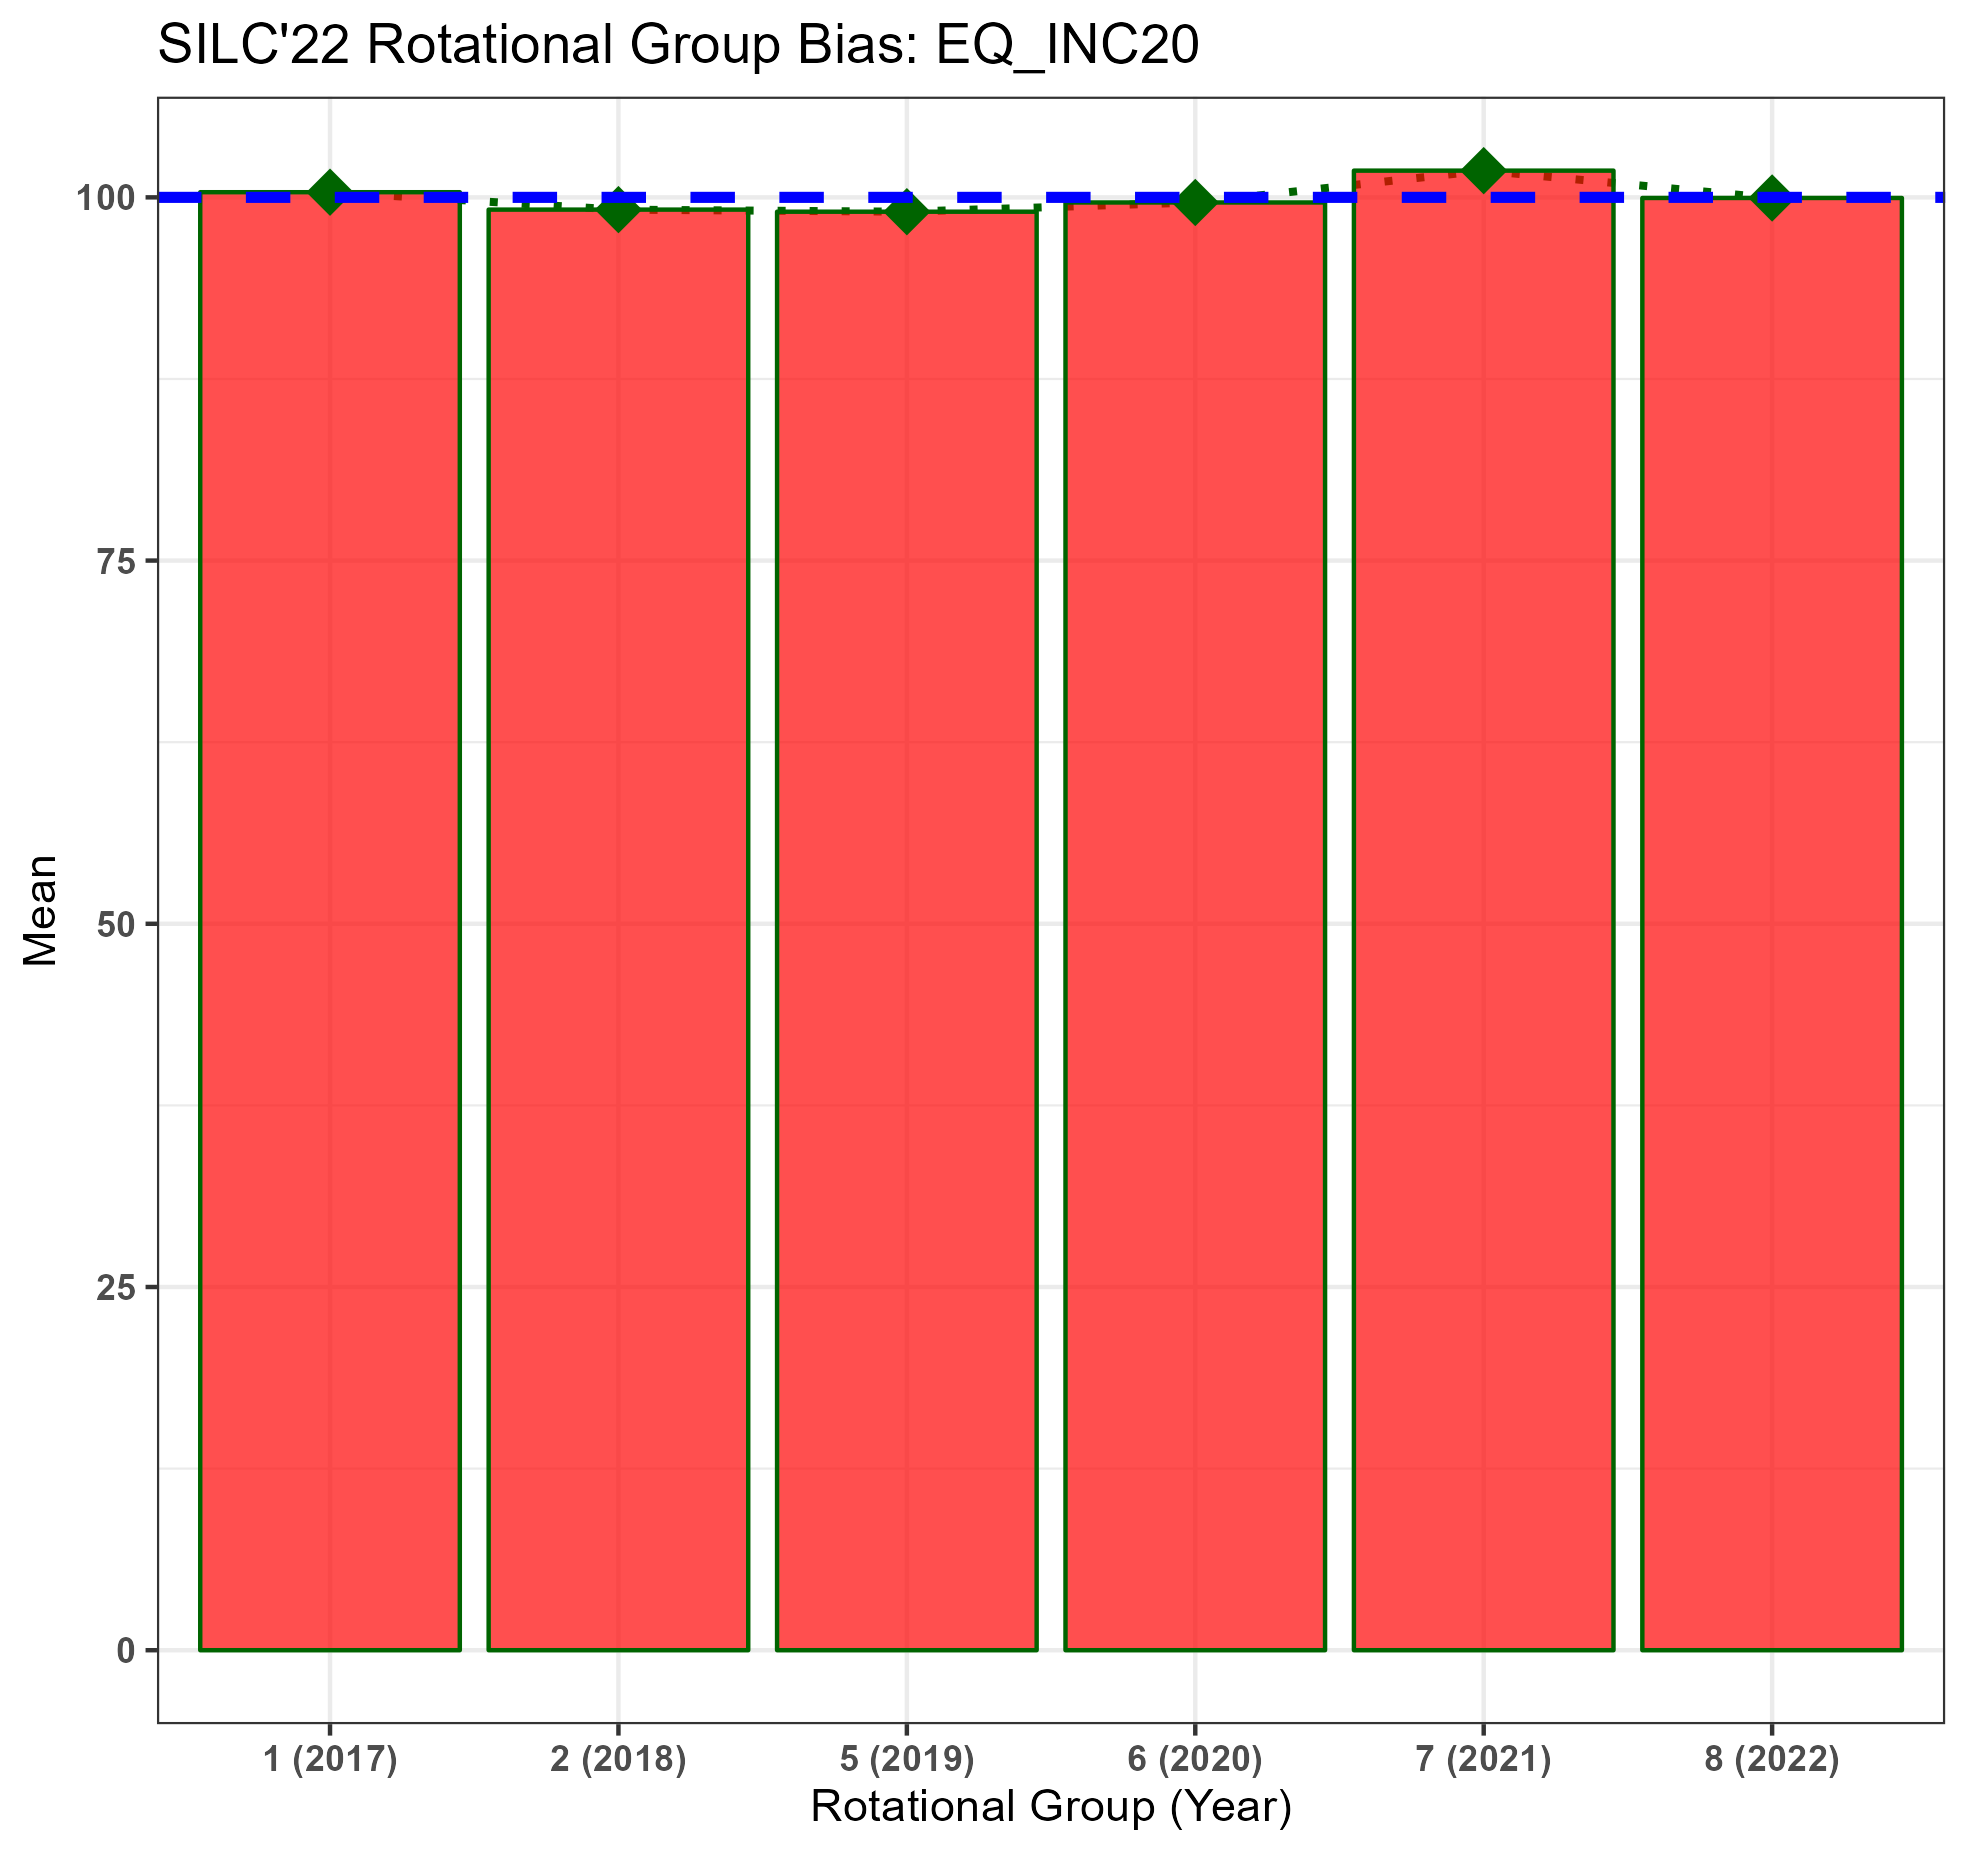 SILC'22 Rotational Group Bias: EQ_INC20
100
75
50
25
0
Mean
1 (2017) 2 (2018) 5 (2019) 6 (2020) 7 (2021) 8 (2022)
Rotational Group (Year)